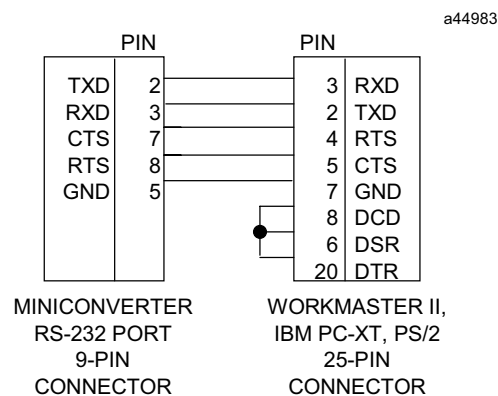 a44983
PIN PIN
TXD 2 3 RXD
RXD 3 2 TXD
CTS 7 4 RTS
RTS 8 5 CTS
GND 5 7 GND
8 DCD
6 DSR
20 DTR
MINICONVERTER
RS-232 PORT
9-PIN
CONNECTOR
WORKMASTER II,
IBM PC-XT, PS/2
25-PIN
CONNECTOR